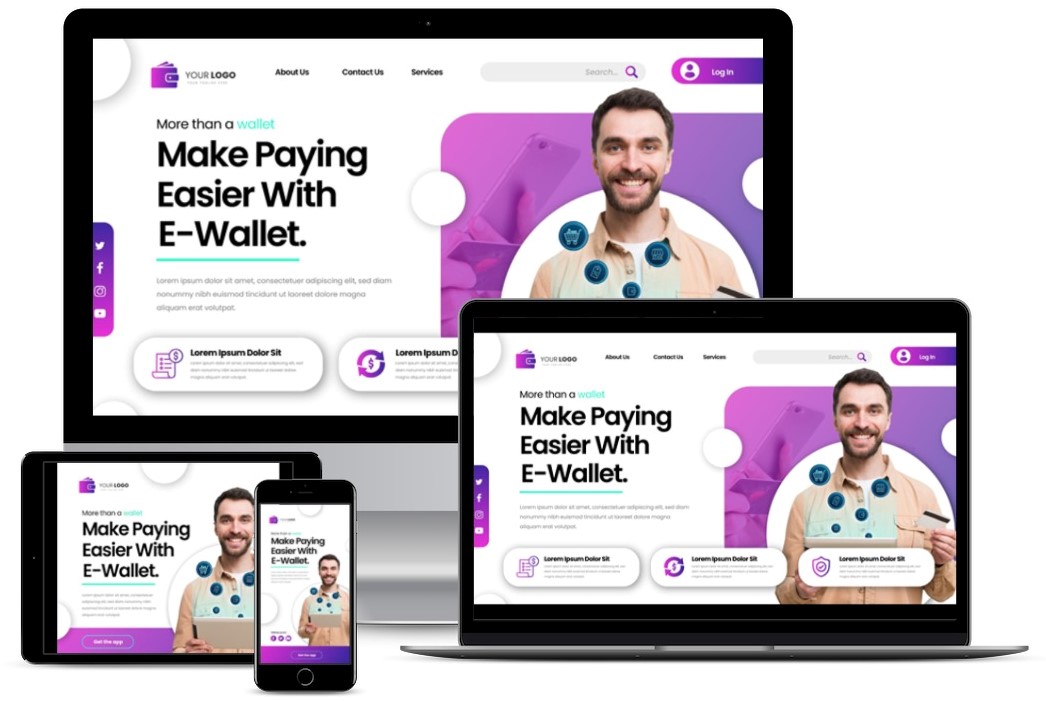 YOUR LOGO
About Us
Contact Us
Services
Search...
Log In
More than a wallet
Make Paying
Easier With
E-Wallet.
Lorem ipsum dolor sit amet, consectetuer adipiscing elit, sed diam
nonummy nibh euismod tincidunt ut laoreet dolore magna
aliquam erat volutpat.
Lorem Ipsum Dolor Sit
Lorem Ipsum D
YOUR LOGO
About Us
Contact Us
Services
Search...
Log In
More than a wallet
Make Paying
Easier With
E-Wallet.
Lorem ipsum dolor sit amet, consectetuer adipiscing elit, sed diam
nonummy nibh euismod tincidunt ut laoreet dolore magna
aliquam erat volutpat.
Lorem Ipsum Dolor Sit
Lorem Ipsum Dolor Sit
Lorem Ipsum Dolor Sit
YOUR LOGO
More than a wallet
Make Paying
Easier With
E-Wallet.
Get the app
Make Paying
Easier With
E-Wallet.
Get the app